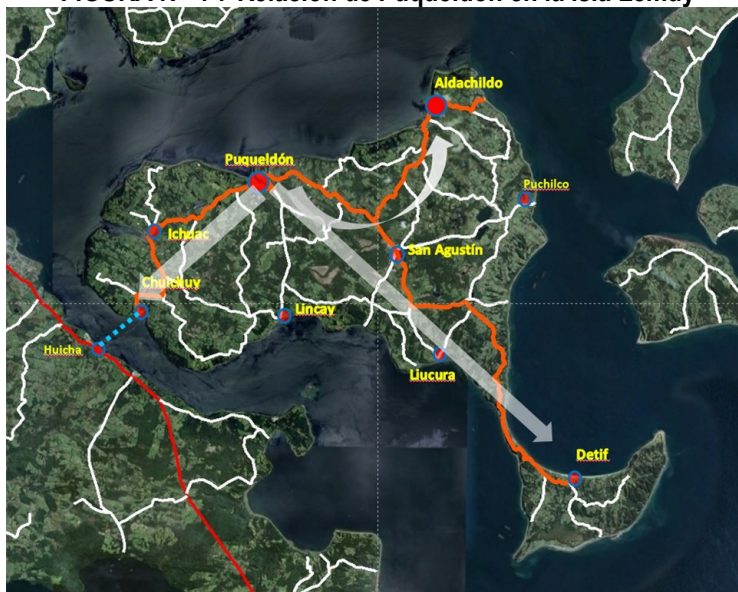 Aldachildo
Puqueldón
Puchilco
Ichuac
San Agustín
Chulchuy
Lincay
Huicha
Liucura
Detif